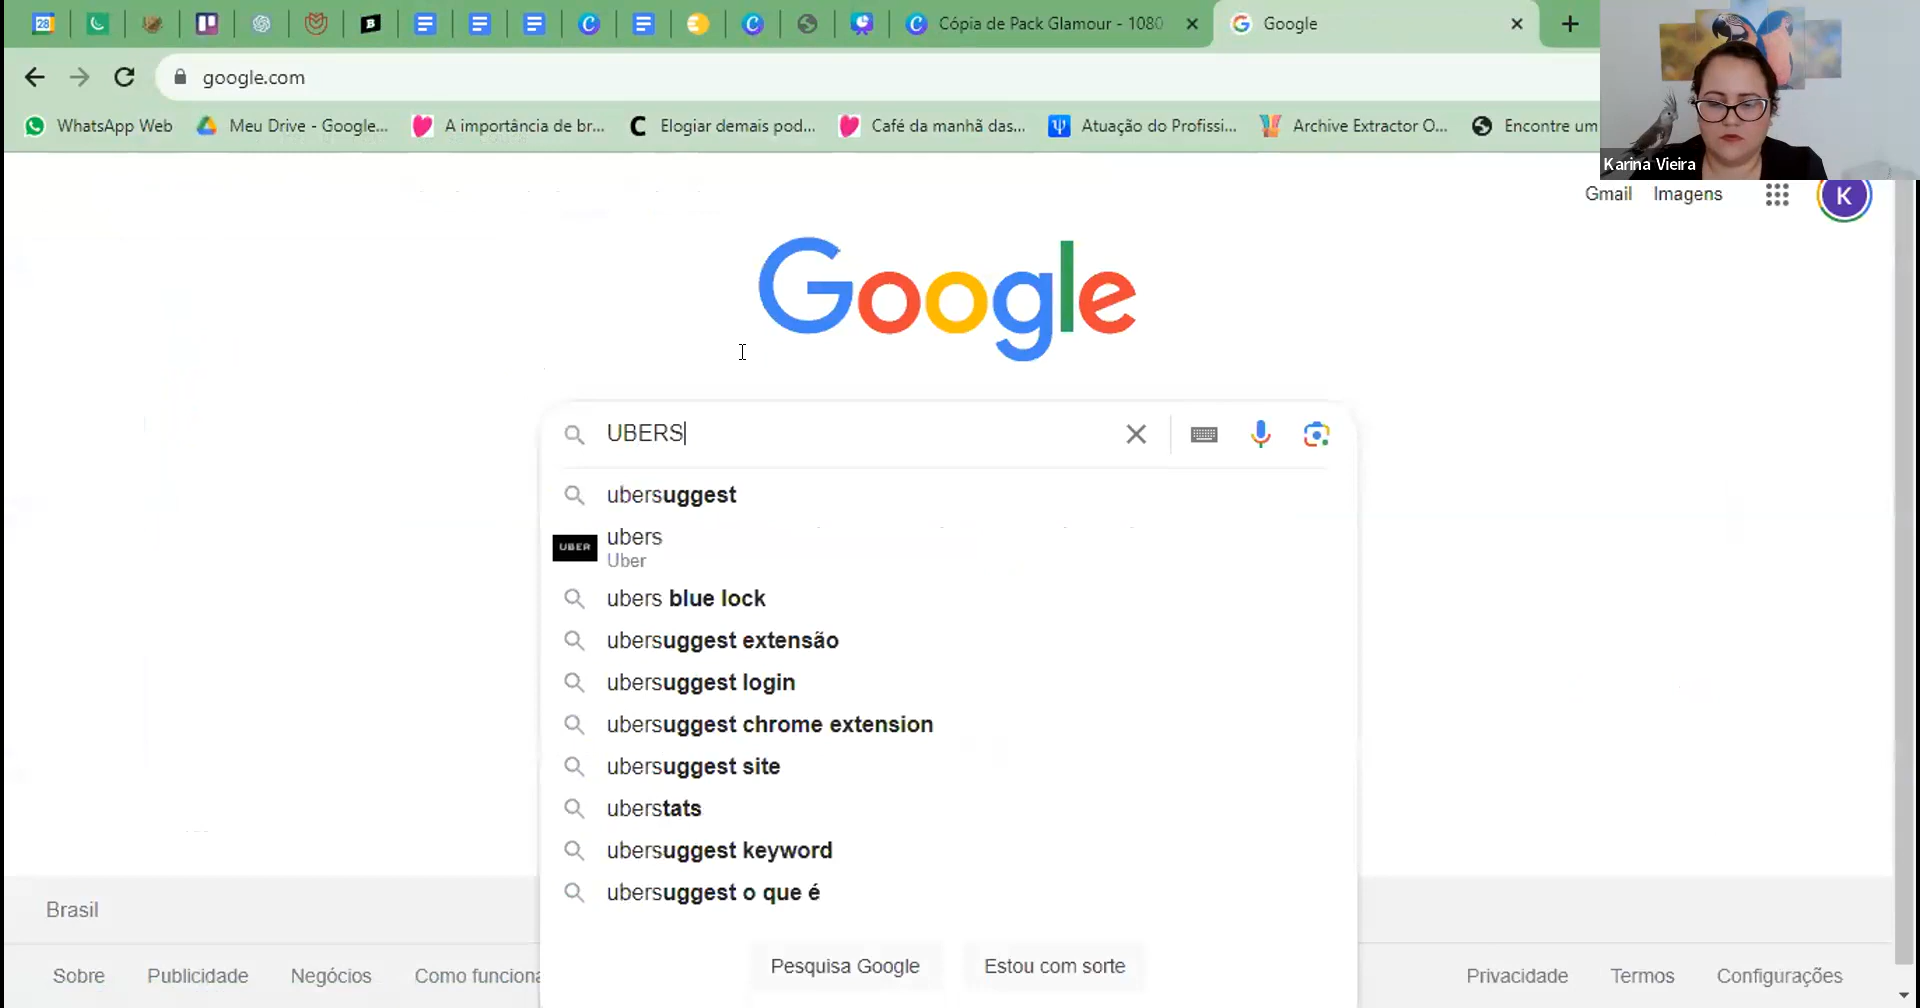 28
Cópia de Pack Glamour - 1080
Google
google.com
WhatsApp Web
Meu Drive - Google...
A importância de br...
Elogiar demais pod...
Café da manhã das...
Atuação do Profissi...
Archive Extractor O...
Encontre um
Karina Vieira
Gmail
Imagens
K
Google
UBERS
ubersuggest
UBER
ubers
Uber
ubers blue lock
ubersuggest extensão
ubersuggest login
ubersuggest chrome extension
ubersuggest site
uberstats
ubersuggest keyword
ubersuggest o que é
Brasil
Pesquisa Google
Estou com sorte
Sobre
Publicidade
Negócios
Como funciona
Privacidade
Termos
Configurações